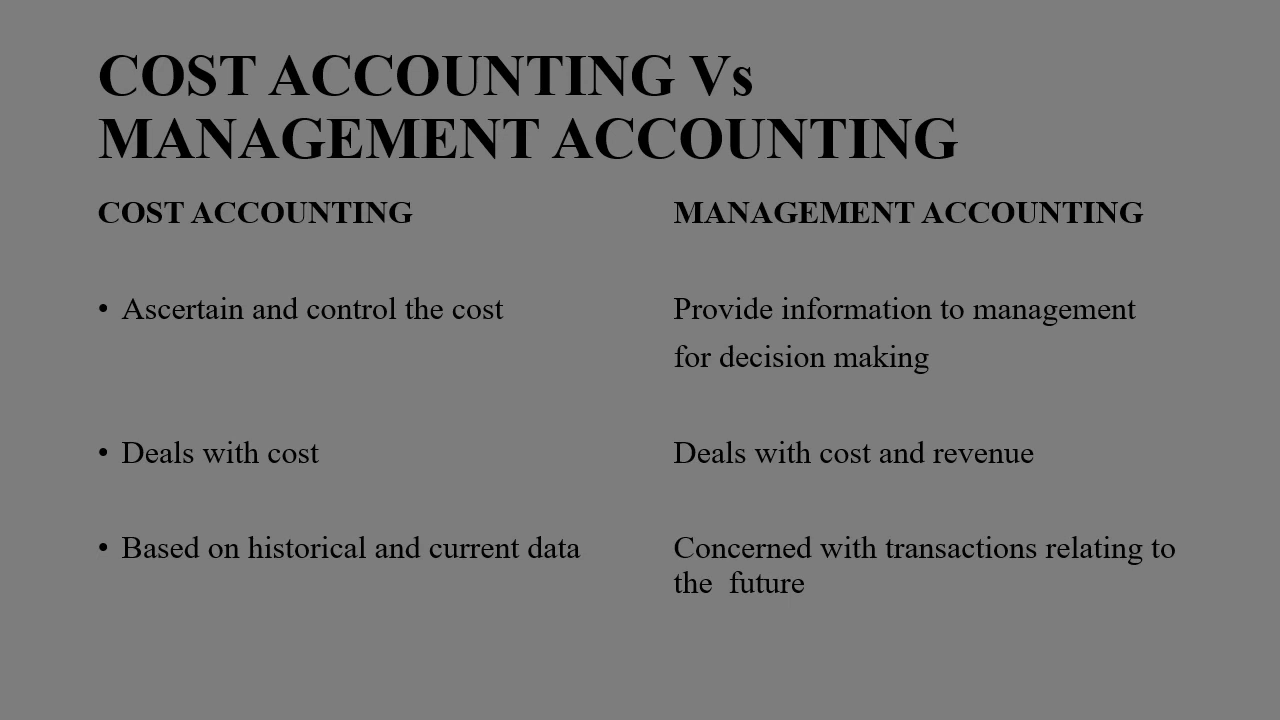 COST ACCOUNTING Vs
MANAGEMENT ACCOUNTING
COST ACCOUNTING
• Ascertain and control the cost
• Deals with cost
• Based on historical and current data
MANAGEMENT ACCOUNTING
Provide information to management
for decision making
Deals with cost and revenue
Concerned with transactions relating to
the  future